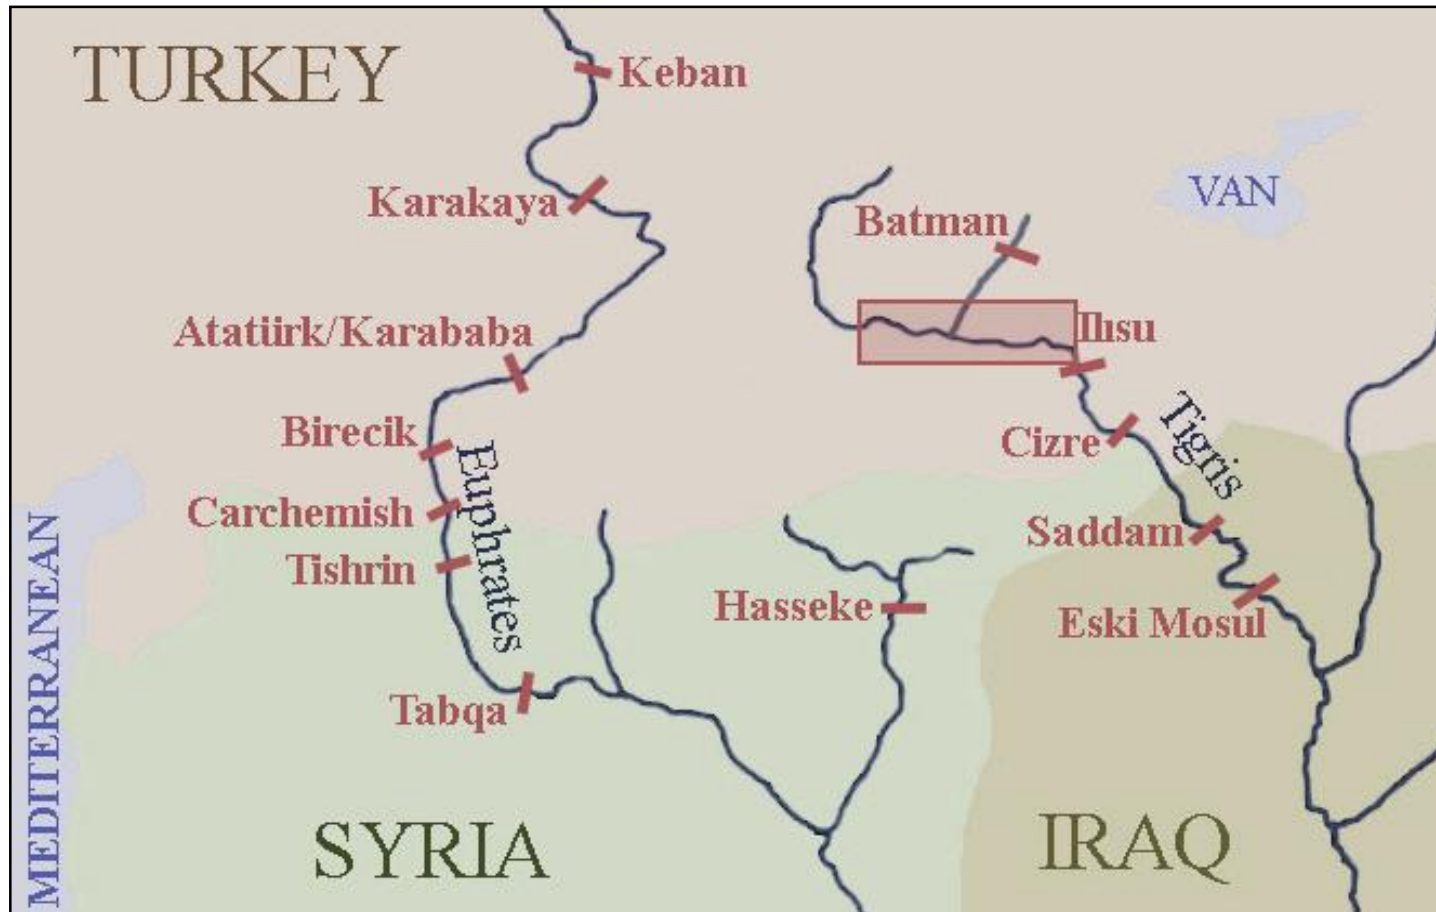 TURKEY
Keban
Karakaya
VAN
Batman
Atatürk/Karababa
Ilısu
Birecik
Cizre
Tigris
Euphrates
Carchemish
Saddam
Tishrin
Hasseke
Eski Mosul
Tabqa
MEDITERRANEAN
SYRIA
IRAQ